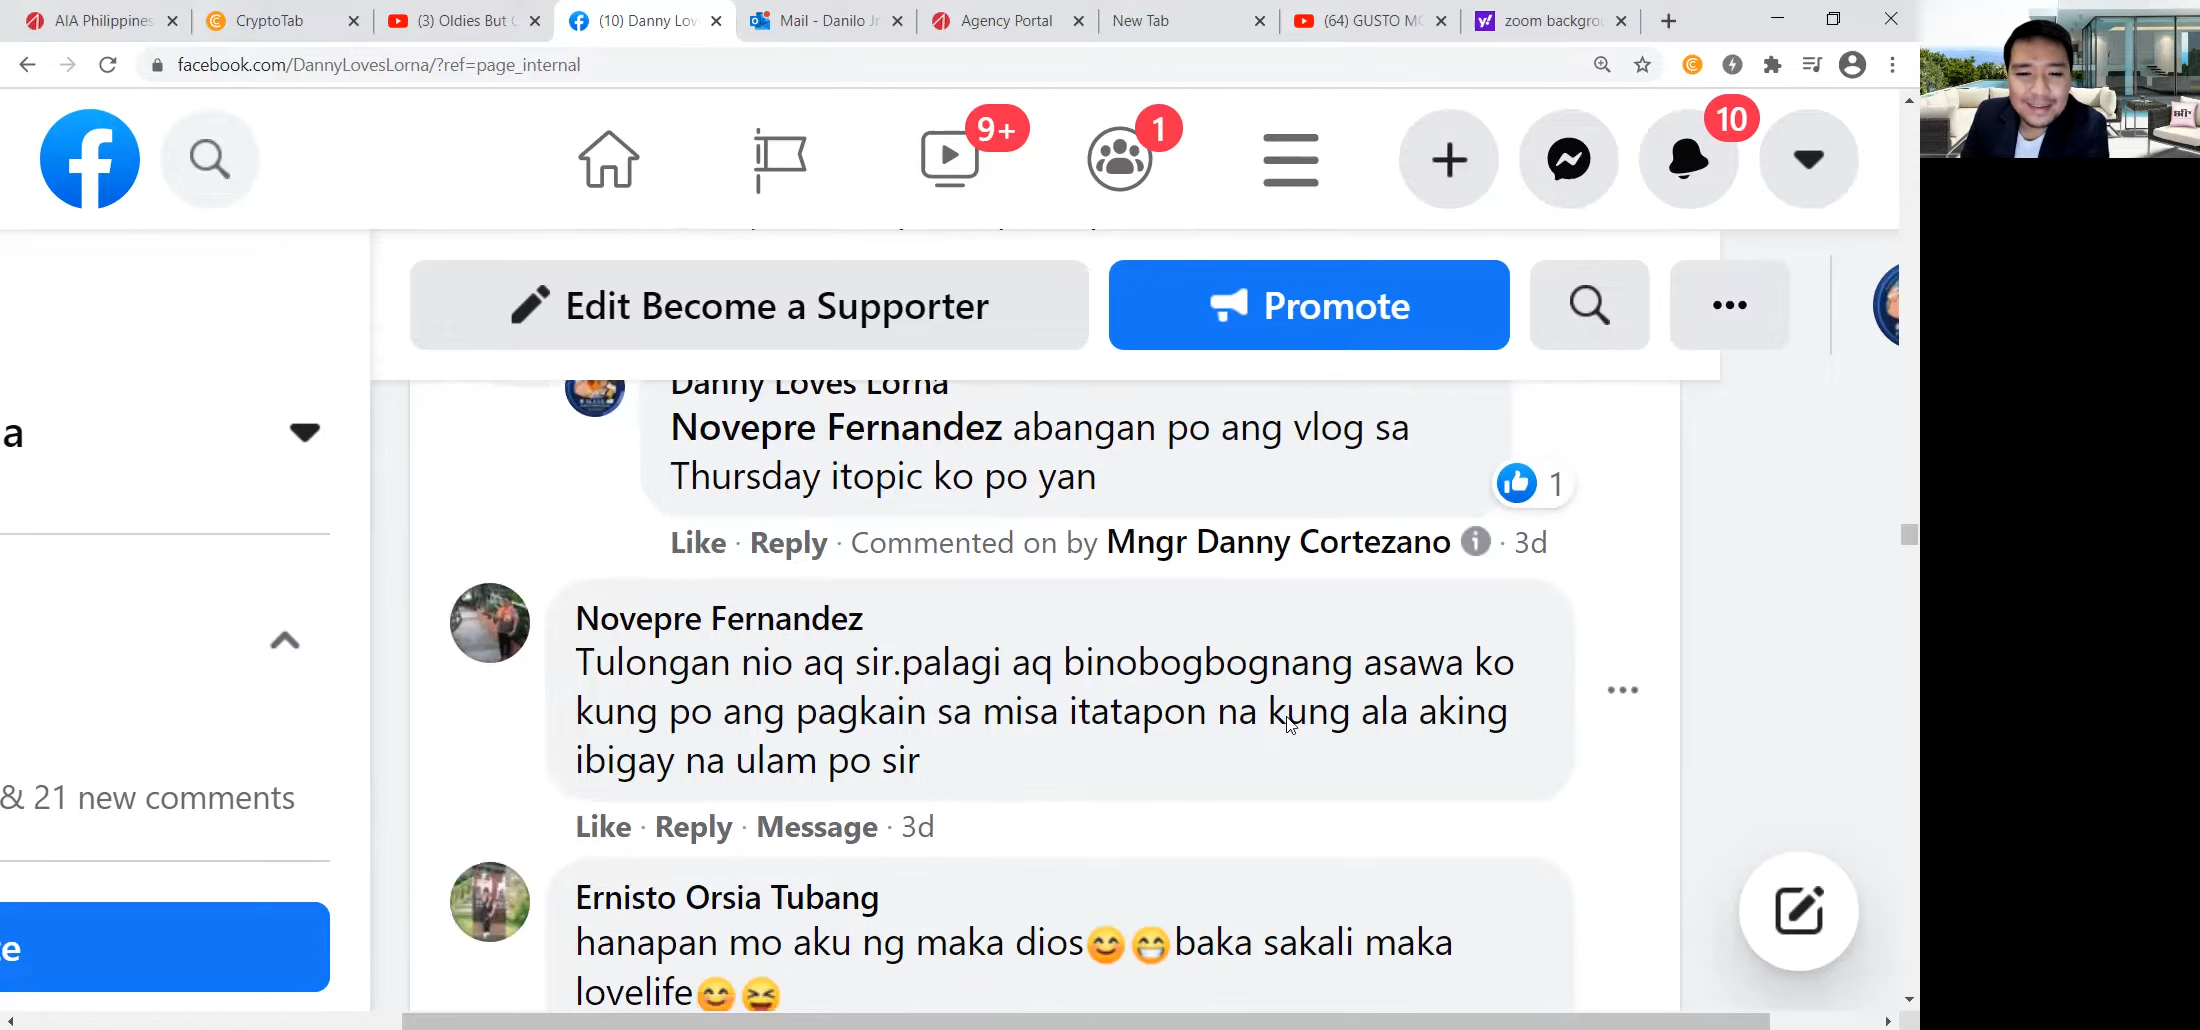 AIA Philippines
CryptoTab
(3) Oldies But
(10) Danny Lov
Mail - Danilo Jr
Agency Portal
New Tab
(64) GUSTO M
zoom backgro
facebook.com/DannyLovesLorna/?ref=page_internal
9+
1
10
Edit Become a Supporter
Promote
a
Danny Loves Lorna
Novepre Fernandez abangan po ang vlog sa
Thursday itopic ko po yan
1
Like · Reply · Commented on by Mngr Danny Cortezano · 3d
Novepre Fernandez
Tulongan nio aq sir.palagi aq binobogbognang asawa ko
kung po ang pagkain sa misa itatapon na kung ala aking
ibigay na ulam po sir
& 21 new comments
Like · Reply · Message · 3d
Ernisto Orsia Tubang
hanapan mo aku ng maka dios😊😁baka sakali maka
lovelife😊😆
te